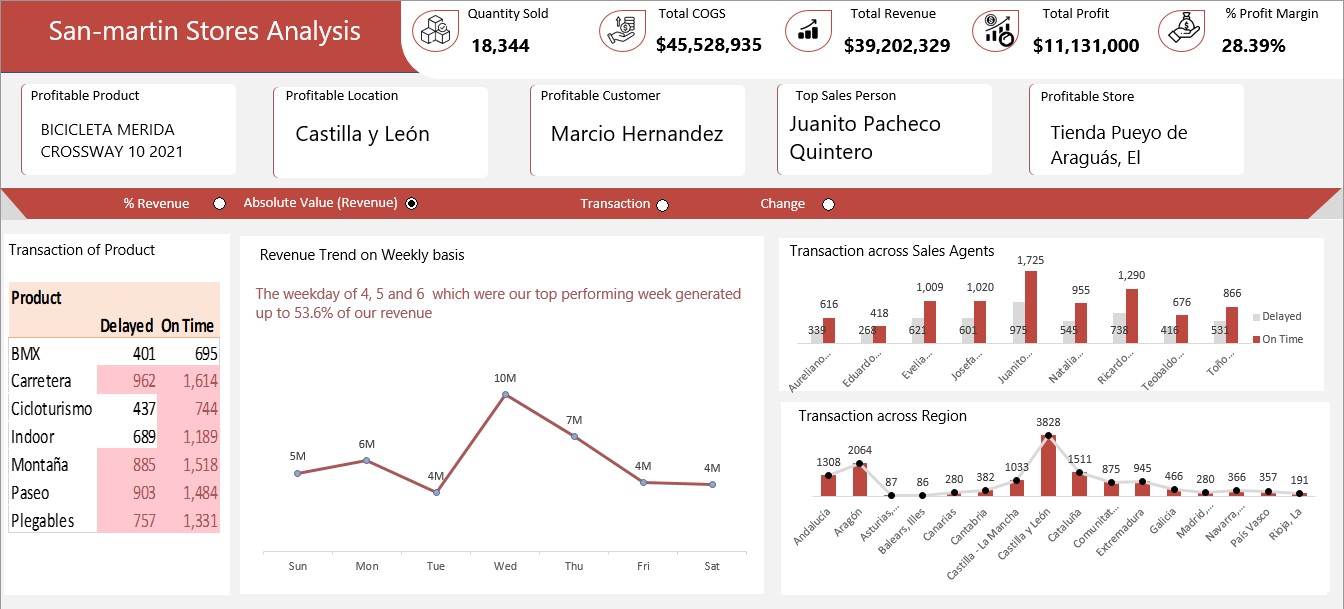 San-martin Stores Analysis
Quantity Sold
18,344
Total COGS
$45,528,935
Total Revenue
$39,202,329
Total Profit
$11,131,000
% Profit Margin
28.39%
Profitable Product
BICICLETA MERIDA
CROSSWAY 10 2021
Profitable Location
Castilla y León
Profitable Customer
Marcio Hernandez
Top Sales Person
Juanito Pacheco
Quintero
Profitable Store
Tienda Pueyo de
Araguás, El
% Revenue
Absolute Value (Revenue)
Transaction
Change
Transaction of Product
Product
Delayed On Time
BMX 401 695
Carretera 962 1,614
Cicloturismo 437 744
Indoor 689 1,189
Montaña 885 1,518
Paseo 903 1,484
Plegables 757 1,331
Revenue Trend on Weekly basis
The weekday of 4, 5 and 6 which were our top performing week generated
up to 53.6% of our revenue
5M 6M 4M 10M 7M 4M 4M
Sun Mon Tue Wed Thu Fri Sat
Transaction across Sales Agents
616 418 1,009 1,020 1,725 955 1,290 676 866
339 268 621 601 975 545 738 416 531
Aureliano... Eduardo... Evelia... Josefa... Juanito... Natalia... Ricardo... Teobaldo... Toño...
Delayed
On Time
Transaction across Region
1308 2064 87 86 280 382 1033 3828 1511 875 945 466 280 366 357 191
Andalucía Aragón Asturias,... Balears, Illes Canarias Cantabria Castilla - La Mancha Castilla y León Cataluña Comunitat... Extremadura Galicia Madrid,... Navarra,... País Vasco Rioja, La